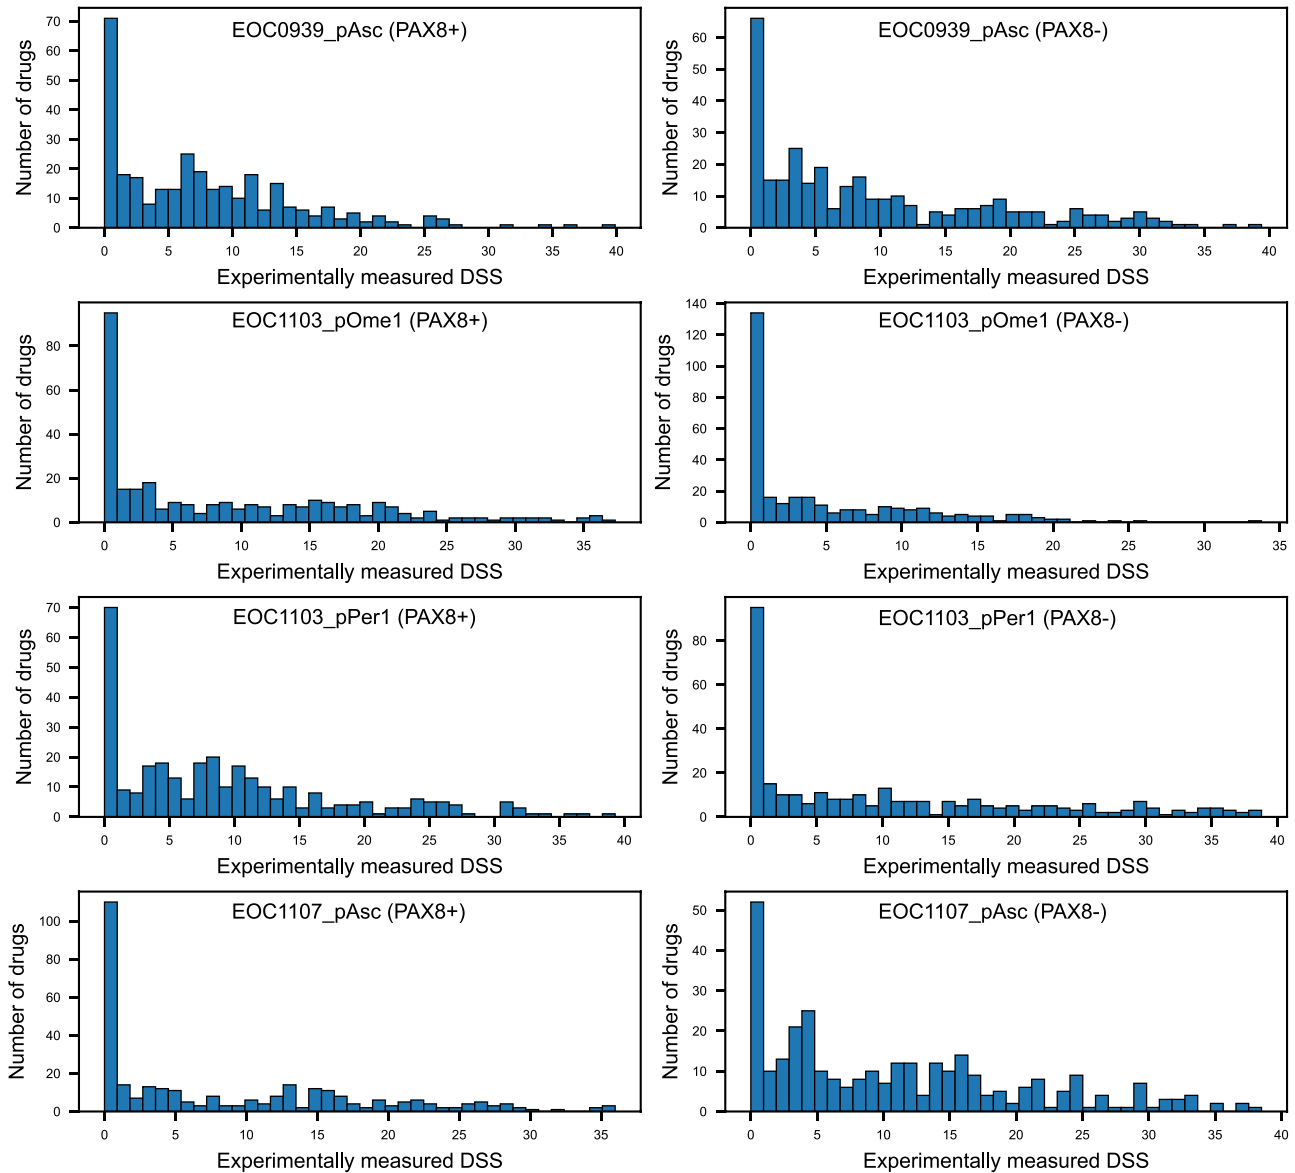 EOC0939_pAsc (PAX8+)
Number of drugs
70
60
50
40
30
20
10
0
0 5 10 15 20 25 30 35 40
Experimentally measured DSS
EOC0939_pAsc (PAX8-)
Number of drugs
60
50
40
30
20
10
0
0 5 10 15 20 25 30 35 40
Experimentally measured DSS
EOC1103_pOme1 (PAX8+)
Number of drugs
80
60
40
20
0
0 5 10 15 20 25 30 35
Experimentally measured DSS
EOC1103_pOme1 (PAX8-)
Number of drugs
140
120
100
80
60
40
20
0
0 5 10 15 20 25 30 35
Experimentally measured DSS
EOC1103_pPer1 (PAX8+)
Number of drugs
70
60
50
40
30
20
10
0
0 5 10 15 20 25 30 35 40
Experimentally measured DSS
EOC1103_pPer1 (PAX8-)
Number of drugs
80
60
40
20
0
0 5 10 15 20 25 30 35 40
Experimentally measured DSS
EOC1107_pAsc (PAX8+)
Number of drugs
100
80
60
40
20
0
0 5 10 15 20 25 30 35
Experimentally measured DSS
EOC1107_pAsc (PAX8-)
Number of drugs
50
40
30
20
10
0
0 5 10 15 20 25 30 35 40
Experimentally measured DSS